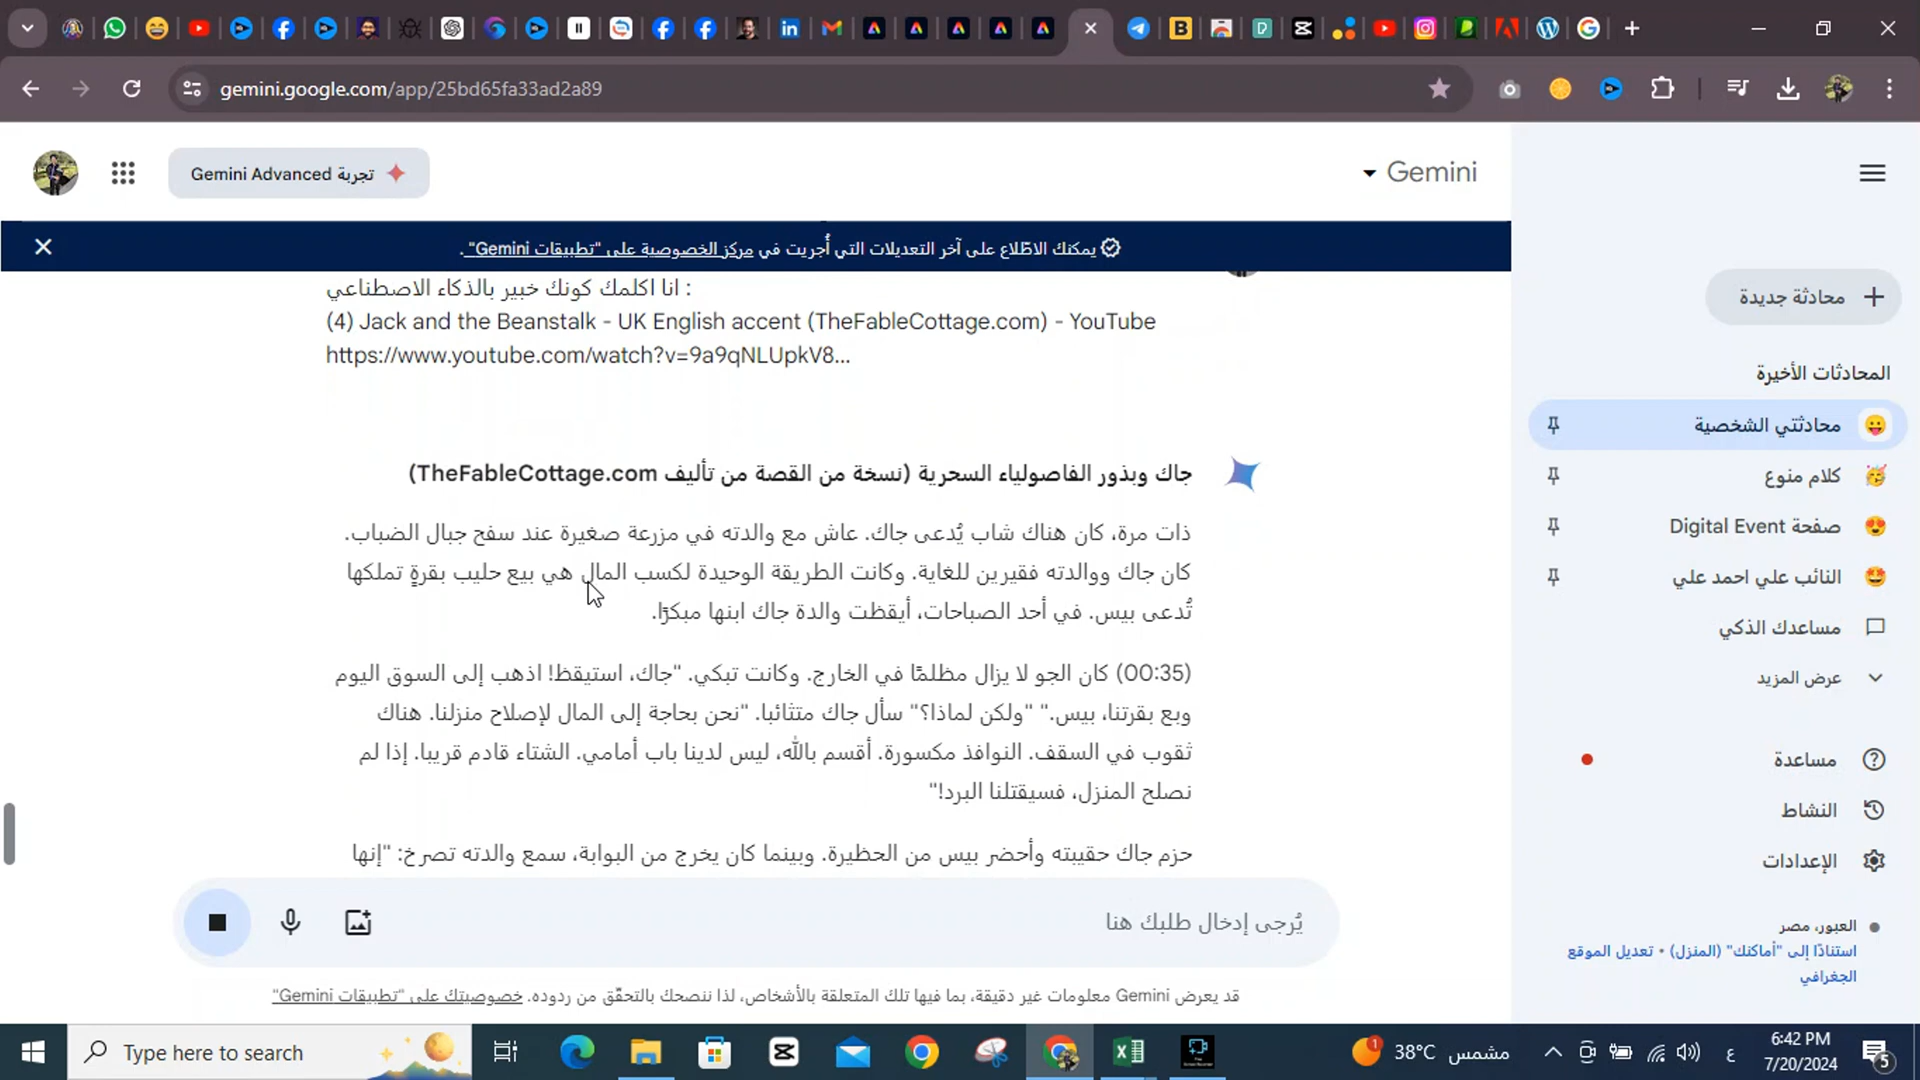 gemini.google.com/app/25bd65fa33ad2a89
تجربة Gemini Advanced
Gemini
يمكنك الاطّلاع على آخر التعديلات التي أُجريت في مركز الخصوصية على "تطبيقات Gemini".
انا اكلمك كونك خبير بالذكاء الاصطناعي :
(4) Jack and the Beanstalk - UK English accent (TheFableCottage.com) - YouTube
https://www.youtube.com/watch?v=9a9qNLUpkV8...
جاك وبذور الفاصولياء السحرية (نسخة من القصة من تأليف TheFableCottage.com)
ذات مرة، كان هناك شاب يُدعى جاك. عاش مع والدته في مزرعة صغيرة عند سفح جبال الضباب.
كان جاك ووالدته فقيرين للغاية. وكانت الطريقة الوحيدة لكسب المال هي بيع حليب بقرةٍ تملكها
تُدعى بيس. في أحد الصباحات، أيقظت والدة جاك ابنها مبكرًا.
(00:35) كان الجو لا يزال مظلمًا في الخارج. وكانت تبكي. "جاك، استيقظ! اذهب إلى السوق اليوم
وبع بقرتنا، بيس." "ولكن لماذا؟" سأل جاك متثائبا. "نحن بحاجة إلى المال لإصلاح منزلنا. هناك
ثقوب في السقف. النوافذ مكسورة. أقسم بالله، ليس لدينا باب أمامي. الشتاء قادم قريبا. إذا لم
نصلح المنزل، فسيقتلنا البرد!"
حزم جاك حقيبته وأحضر بيس من الحظيرة. وبينما كان يخرج من البوابة، سمع والدته تصرخ: "إنها
يُرجى إدخال طلبك هنا
قد يعرض Gemini معلومات غير دقيقة، بما فيها تلك المتعلقة بالأشخاص، لذا ننصحك بالتحقّق من ردوده. خصوصيتك على "تطبيقات Gemini"
محادثة جديدة
المحادثات الأخيرة
محادثتي الشخصية
كلام منوع
صفحة Digital Event
النائب علي احمد علي
مساعدك الذكي
عرض المزيد
مساعدة
النشاط
الإعدادات
العبور، مصر
استنادًا إلى "أماكنك" (المنزل) • تعديل الموقع
الجغرافي
Type here to search
1
38°C مشمس
ع
6:42 PM
7/20/2024
5